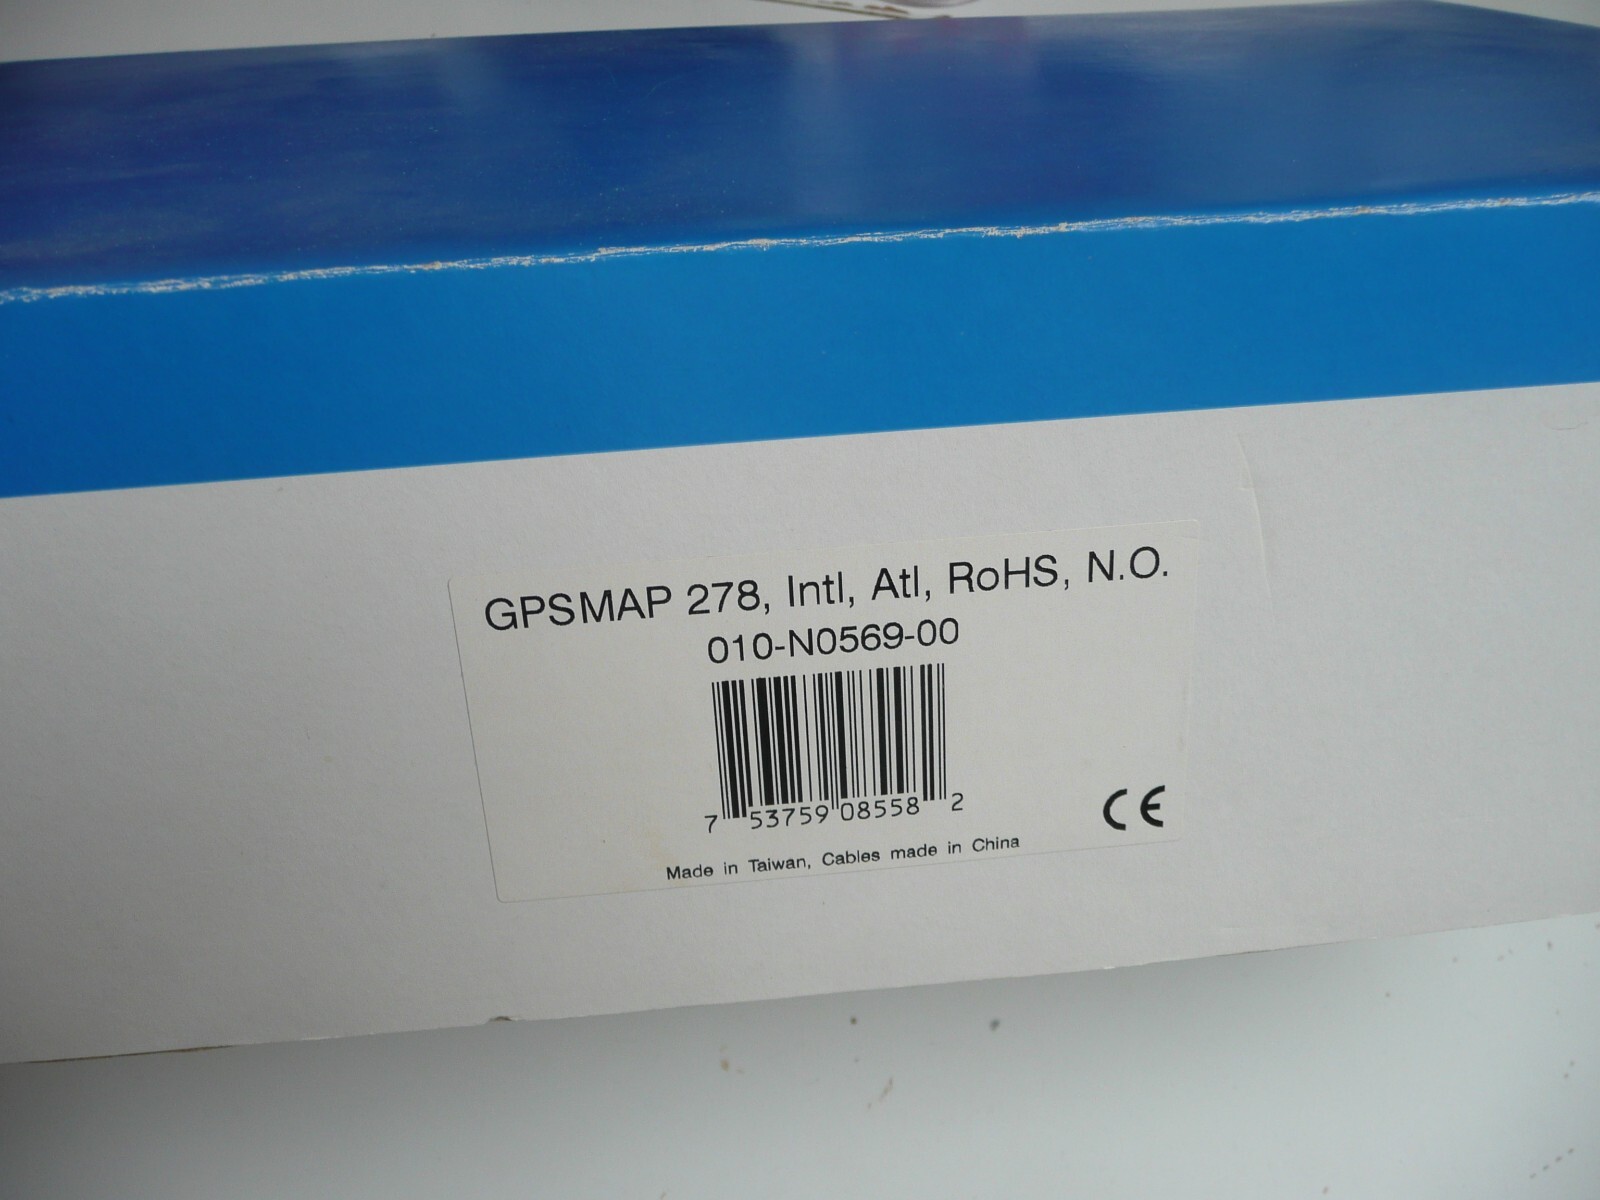 GPSMAP 278, Intl, Atl, RoHS, N.O.
010-N0569-00
7 53759 08558 2
CE
Made in Taiwan, Cables made in China